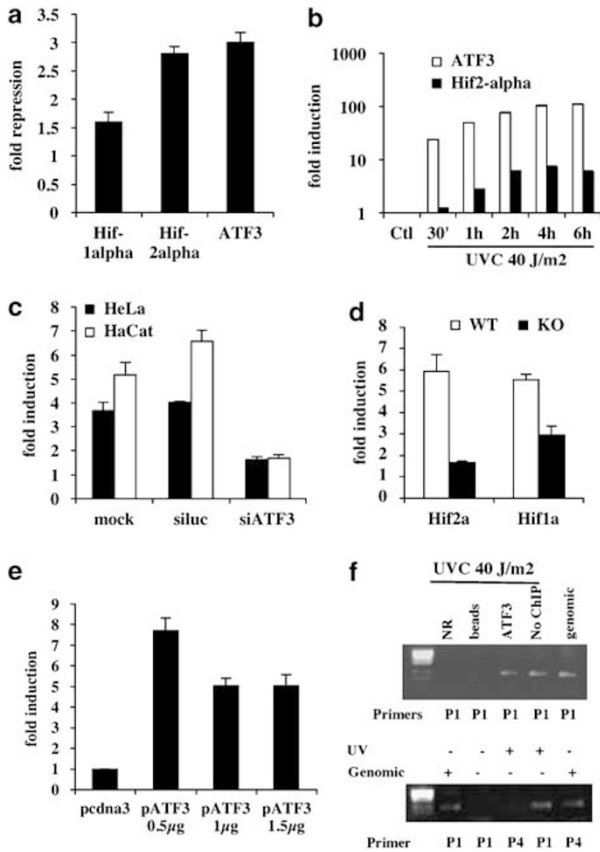 a
fold repression
3.5
3
2.5
2
1.5
1
0.5
0
Hif-1alpha
Hif-2alpha
ATF3
b
fold induction
1000
100
10
1
ATF3
Hif2-alpha
Ctl 30' 1h 2h 4h 6h
UVC 40 J/m2
c
fold induction
8
7
6
5
4
3
2
1
0
HeLa
HaCat
mock siluc siATF3
d
fold induction
8
7
6
5
4
3
2
1
0
WT KO
Hif2a Hif1a
e
fold induction
9
8
7
6
5
4
3
2
1
0
pcdna3 pATF3 pATF3 pATF3
0.5µg 1µg 1.5µg
f
UVC 40 J/m2
NR beads ATF3 No ChIP genomic
Primers P1 P1 P1 P1 P1
UV - - + + -
Genomic + - - - +
Primer P1 P1 P4 P1 P4